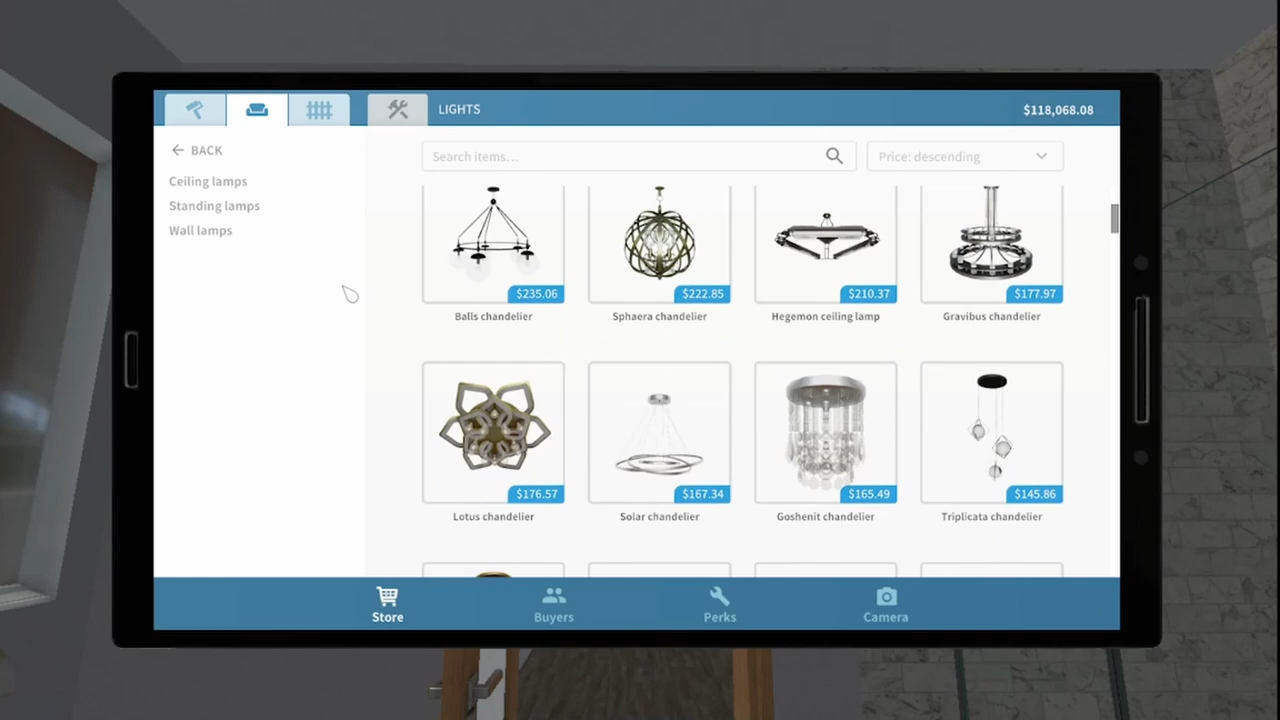 LIGHTS
$118,068.08
BACK
Ceiling lamps
Standing lamps
Wall lamps
Search items...
Price: descending
$235.06
$222.85
$210.37
$177.97
Balls chandelier
Sphaera chandelier
Hegemon ceiling lamp
Gravibus chandelier
$176.57
$167.34
$165.49
$145.86
Lotus chandelier
Solar chandelier
Goshenit chandelier
Triplicata chandelier
Store
Buyers
Perks
Camera